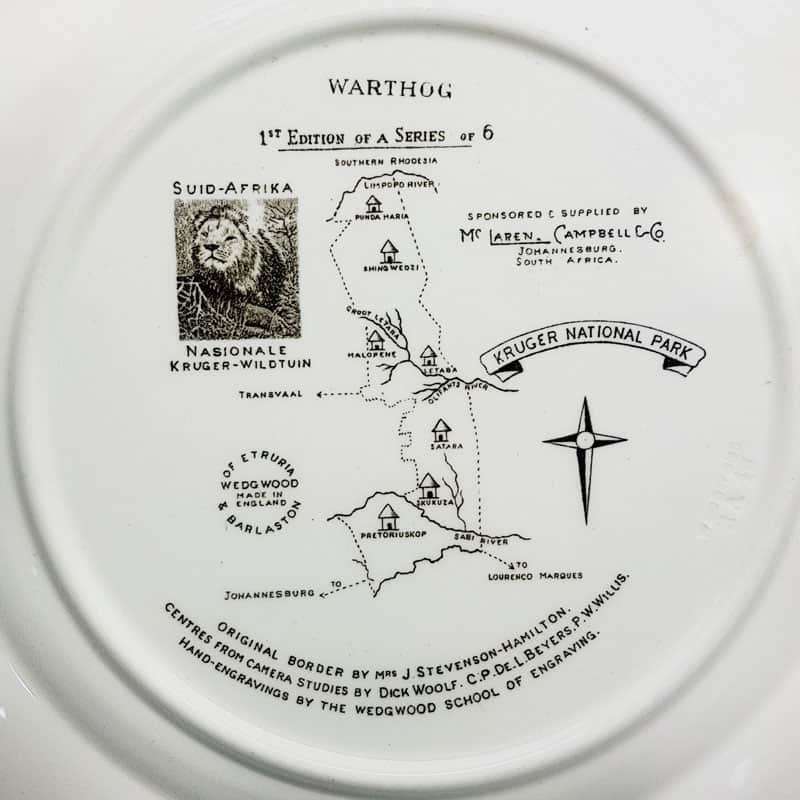 WARTHOG
1ST EDITION OF A SERIES OF 6
SOUTHERN RHODESIA
SUID-AFRIKA
LIMPOPO RIVER
PUNDA MARIA
SPONSORED & SUPPLIED BY
MC LAREN. CAMPBELL & CO.
JOHANNESBURG.
SOUTH AFRICA.
SHINGWEDZI
GROOT LETABA
KRUGER NATIONAL PARK
NASIONALE
KRUGER-WILDTUIN
MALOPENE
LETABA
OLIFANTS RIVER
TRANSVAAL
SATARA
OF ETRURIA
WEDGWOOD
MADE IN
ENGLAND
& BARLASTON
SKUKUZA
PRETORIUSKOP
SABI RIVER
TO
LOURENCO MARQUES
TO
JOHANNESBURG
ORIGINAL BORDER BY MRS J. STEVENSON-HAMILTON.
CENTRES FROM CAMERA STUDIES BY DICK WOOLF. C.P.DE.L.BEYERS, P.W.WILLIS.
HAND-ENGRAVINGS BY THE WEDGWOOD SCHOOL OF ENGRAVING.